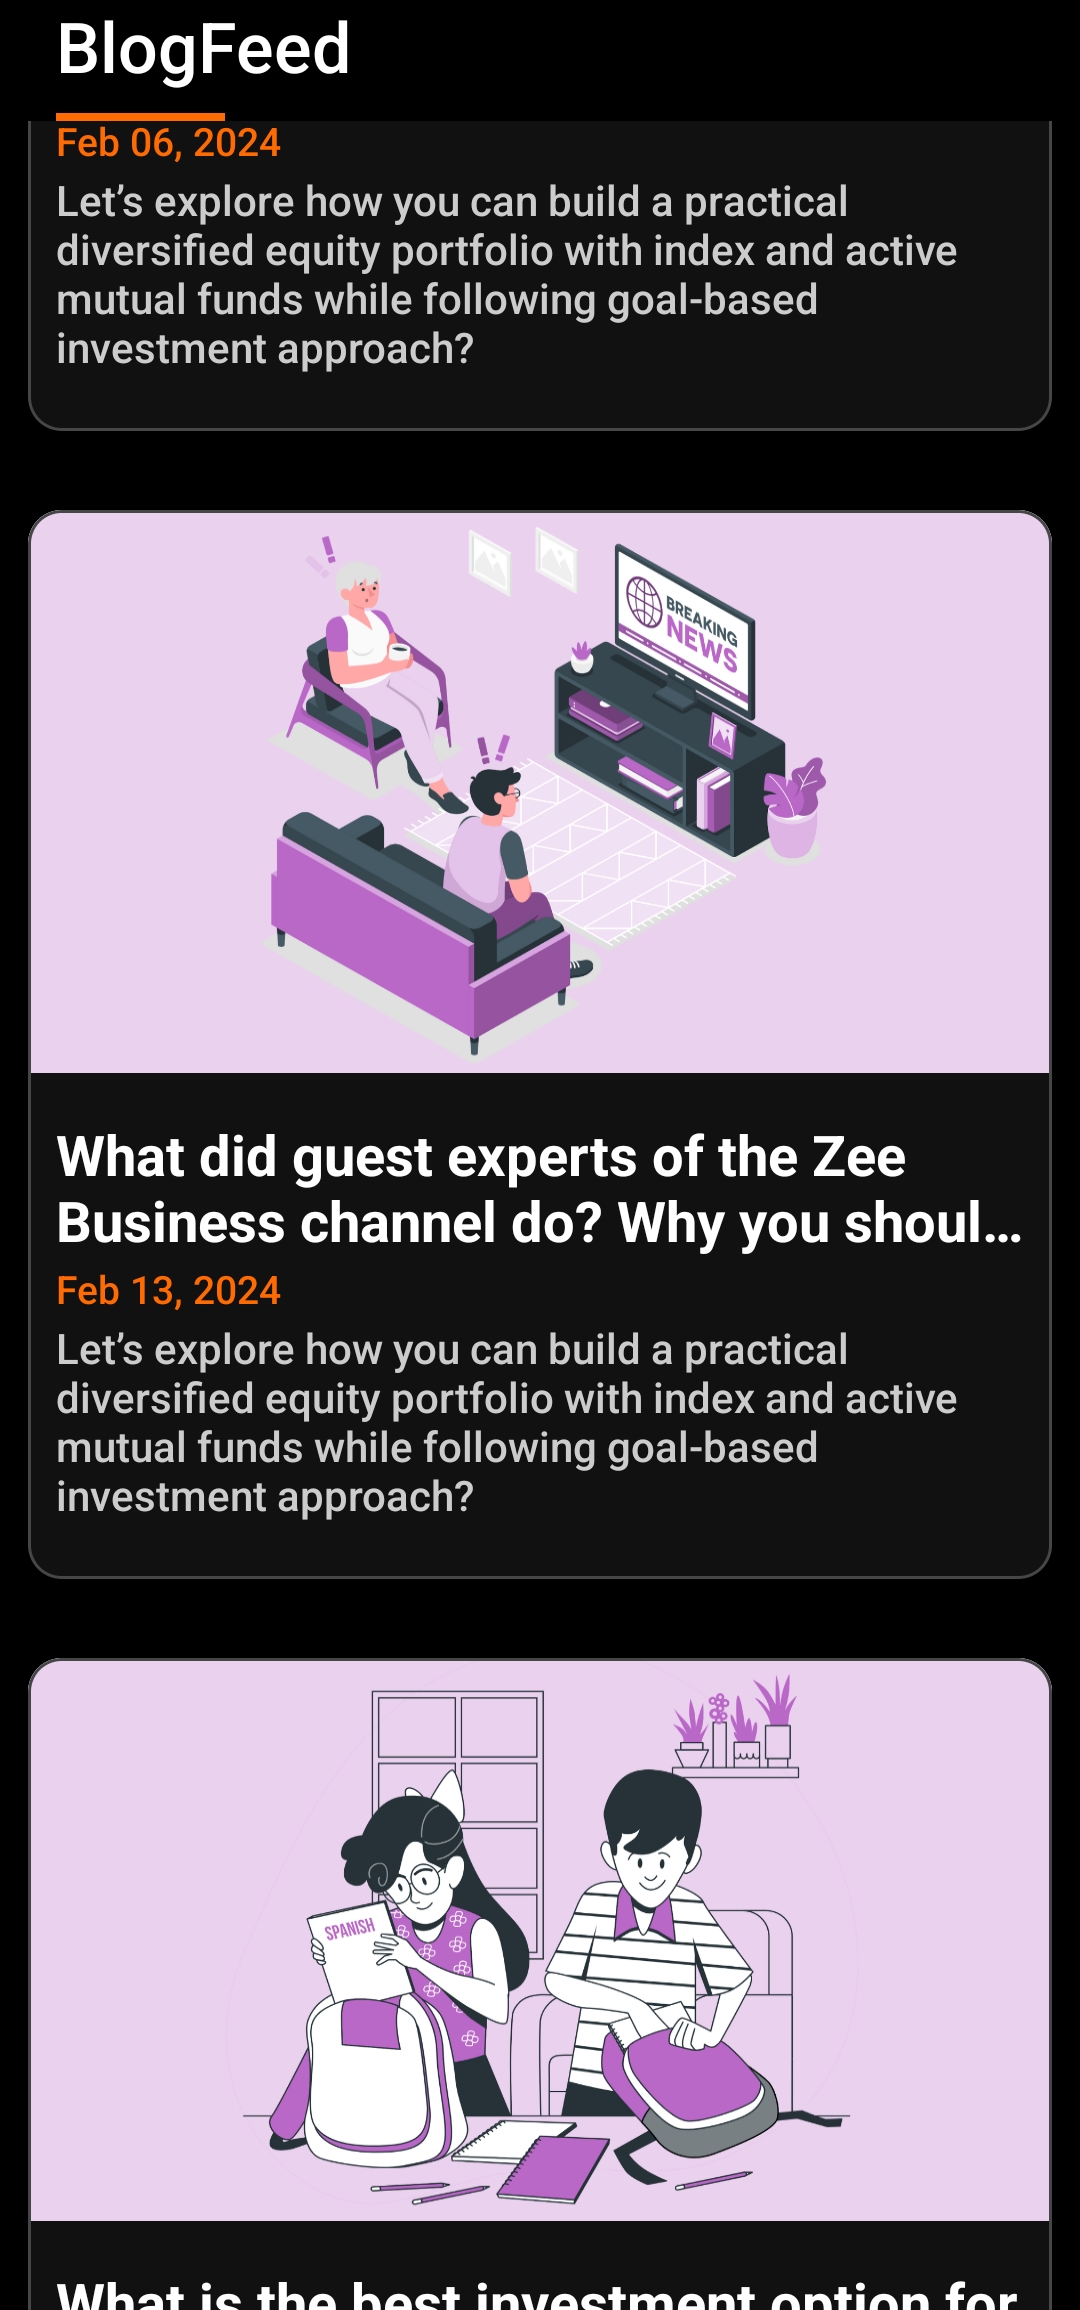 BlogFeed
Feb 06, 2024
Let’s explore how you can build a practical
diversified equity portfolio with index and active
mutual funds while following goal-based
investment approach?
BREAKING
NEWS
What did guest experts of the Zee
Business channel do? Why you shoul...
Feb 13, 2024
Let’s explore how you can build a practical
diversified equity portfolio with index and active
mutual funds while following goal-based
investment approach?
SPANISH
What is the best investment option for